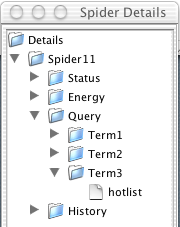 Spider Details
Details
Spider11
Status
Energy
Query
Term1
Term2
Term3
hotlist
History